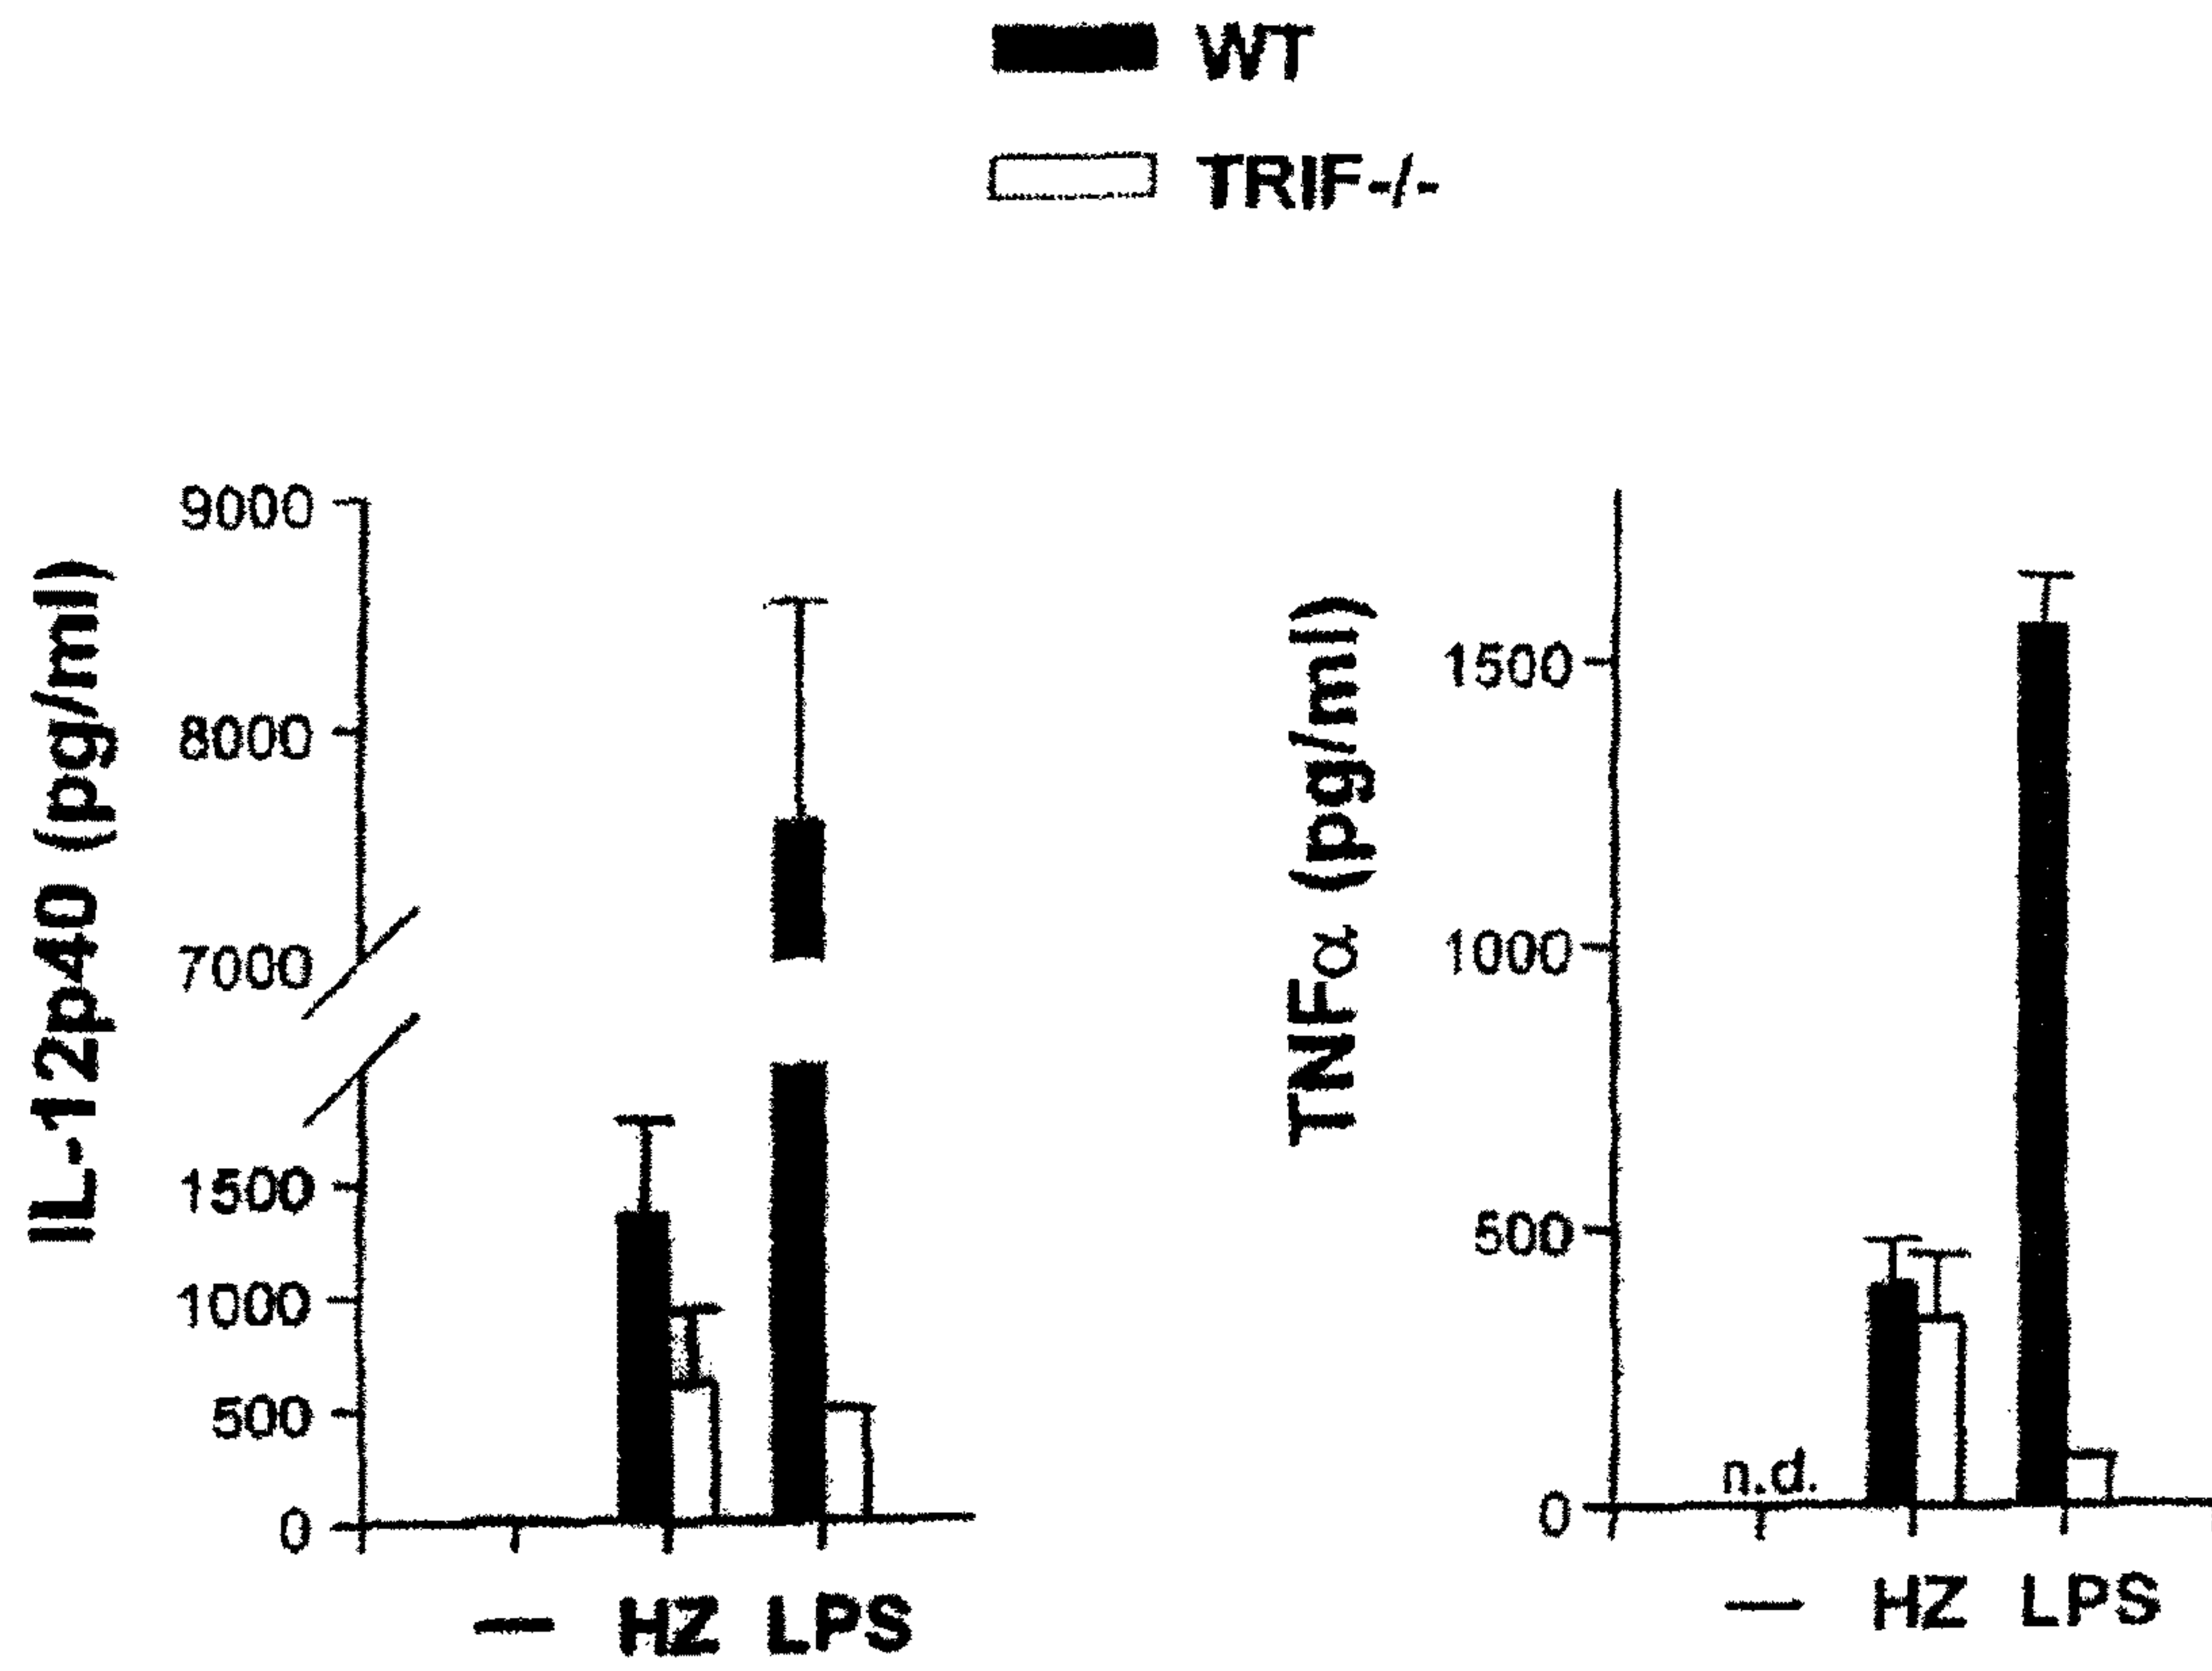 WT
TRIF-/-
IL-12p40 (pg/ml)
9000
8000
7000
1500
1000
500
0
— HZ LPS
TNFα (pg/ml)
1500
1000
500
0
n.d.
— HZ LPS